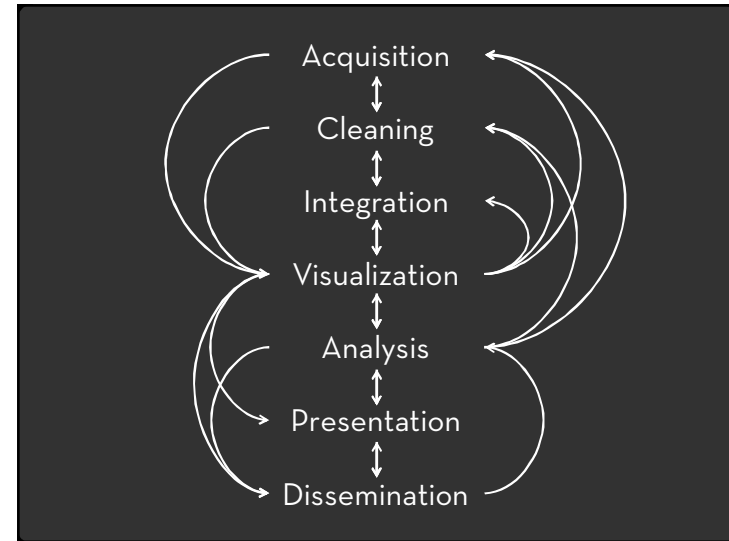 Acquisition
Cleaning
Integration
Visualization
Analysis
Presentation
Dissemination